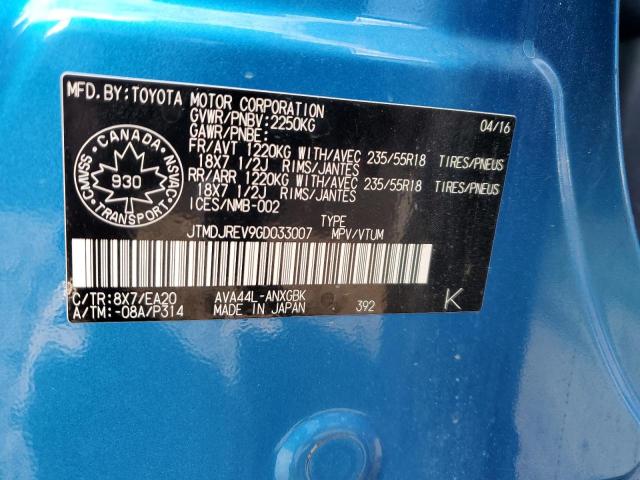 MFD.BY:TOYOTA MOTOR CORPORATION 04/16
GVWR/PNBV:2250KG
GAWR/PNBE:
FR/AVT 1220KG WITH/AVEC 235/55R18 TIRES/PNEUS
18X7 1/2J RIMS/JANTES
RR/ARR 1220KG WITH/AVEC 235/55R18 TIRES/PNEUS
18X7 1/2J RIMS/JANTES
ICES/NMB-002
CANADA
CMVSS NSVAC
930
TRANSPORT
TYPE
JTMDJREV9GD033007 MPV/VTUM
C/TR:8X7/EA20 AVA44L-ANXGBK
A/TM:-08A/P314 MADE IN JAPAN 392 K